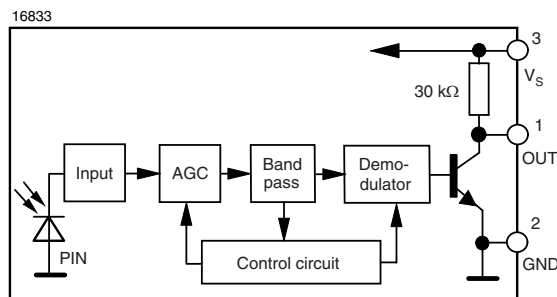 16833
3
V_S
30 kΩ
1
OUT
Input
AGC
Band
pass
Demo-
dulator
2
GND
PIN
Control circuit